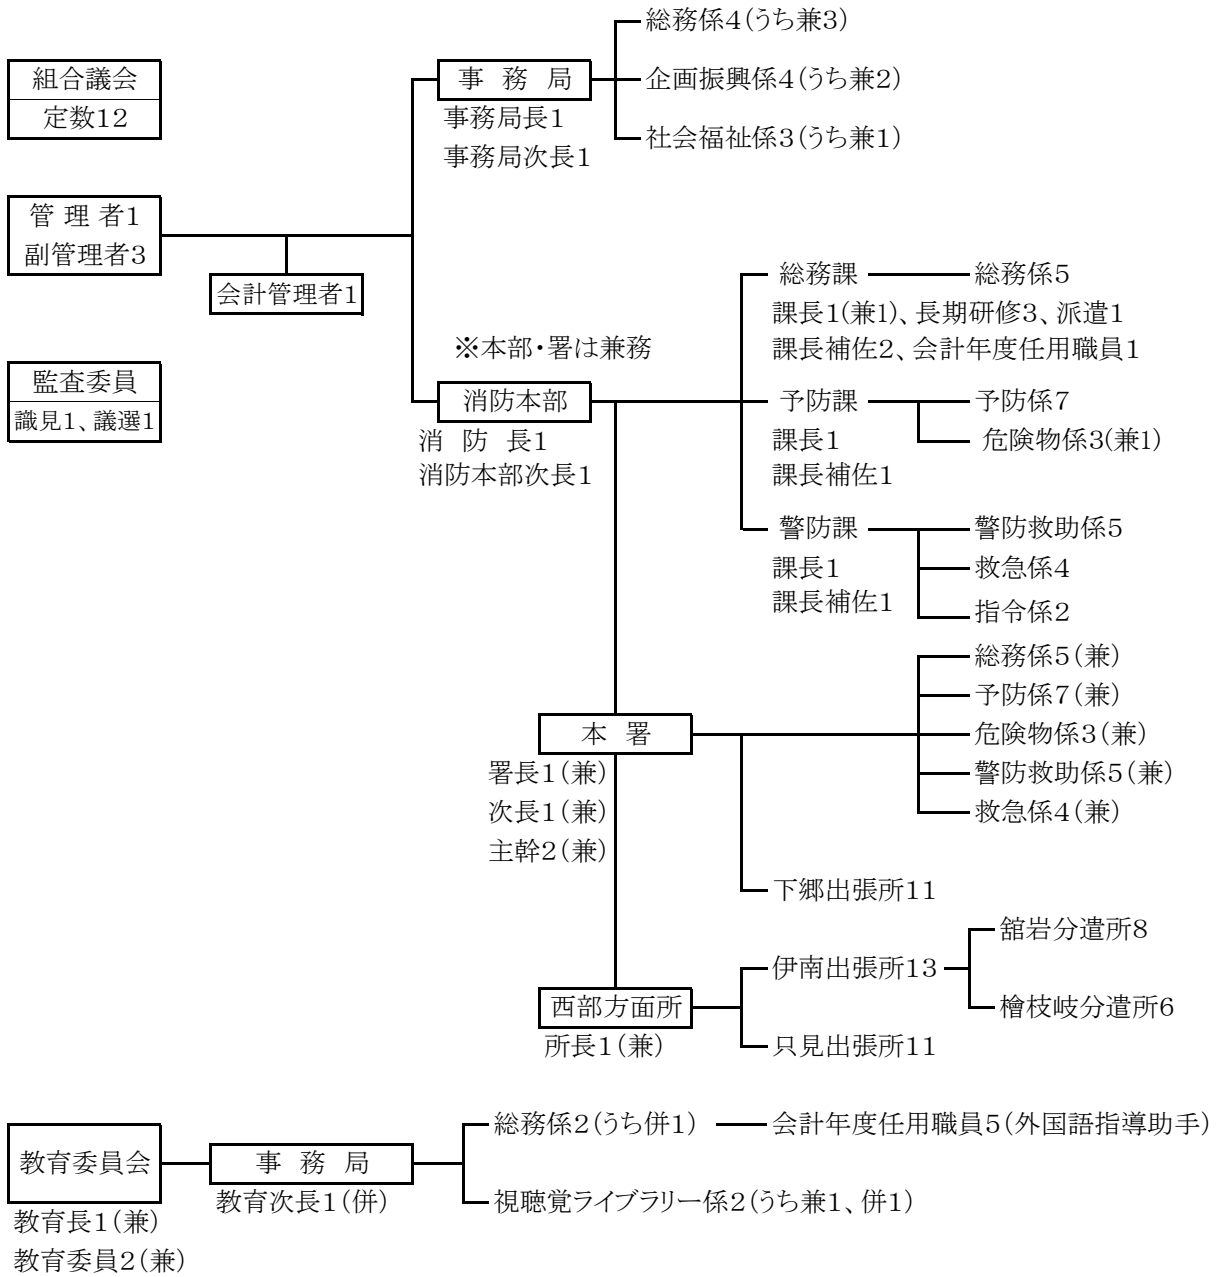 総務係4(うち兼3)
組合議会
定数12
事務局
事務局長1
事務局次長1
企画振興係4(うち兼2)
社会福祉係3(うち兼1)
管理者1
副管理者3
会計管理者1
監査委員
識見1、議選1
※本部・署は兼務
消防本部
消防長1
消防本部次長1
総務課
総務係5
課長1(兼1)、長期研修3、派遣1
課長補佐2、会計年度任用職員1
予防課
予防係7
課長1
危険物係3(兼1)
課長補佐1
警防課
警防救助係5
課長1
救急係4
課長補佐1
指令係2
本署
署長1(兼)
次長1(兼)
主幹2(兼)
総務係5(兼)
予防係7(兼)
危険物係3(兼)
警防救助係5(兼)
救急係4(兼)
下郷出張所11
西部方面所
所長1(兼)
伊南出張所13
舘岩分遣所8
檜枝岐分遣所6
只見出張所11
教育委員会
教育長1(兼)
教育委員2(兼)
事務局
教育次長1(併)
総務係2(うち併1)
会計年度任用職員5(外国語指導助手)
視聴覚ライブラリー係2(うち兼1、併1)